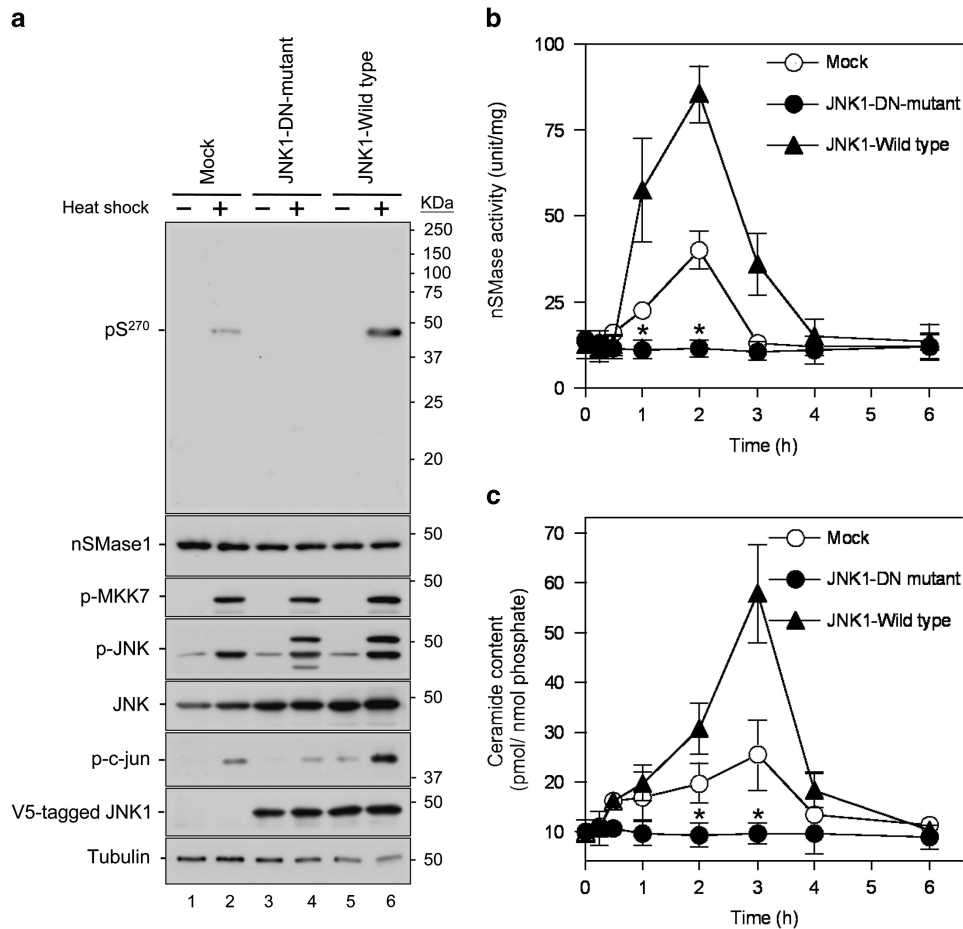 a
Mock
JNK1-DN-mutant
JNK1-Wild type
Heat shock − + − + − + KDa
250
150
100
75
pS²⁷⁰ 50
37
25
20
nSMase1 50
p-MKK7 50
p-JNK 50
JNK 50
p-c-jun 37
V5-tagged JNK1 50
Tubulin 50
1 2 3 4 5 6
b
100
75
50
25
0
nSMase activity (unit/mg)
Mock
JNK1-DN-mutant
JNK1-Wild type
* *
0 1 2 3 4 5 6
Time (h)
c
70
60
50
40
30
20
10
Ceramide content
(pmol/ nmol phosphate)
Mock
JNK1-DN mutant
JNK1-Wild type
* *
0 1 2 3 4 5 6
Time (h)